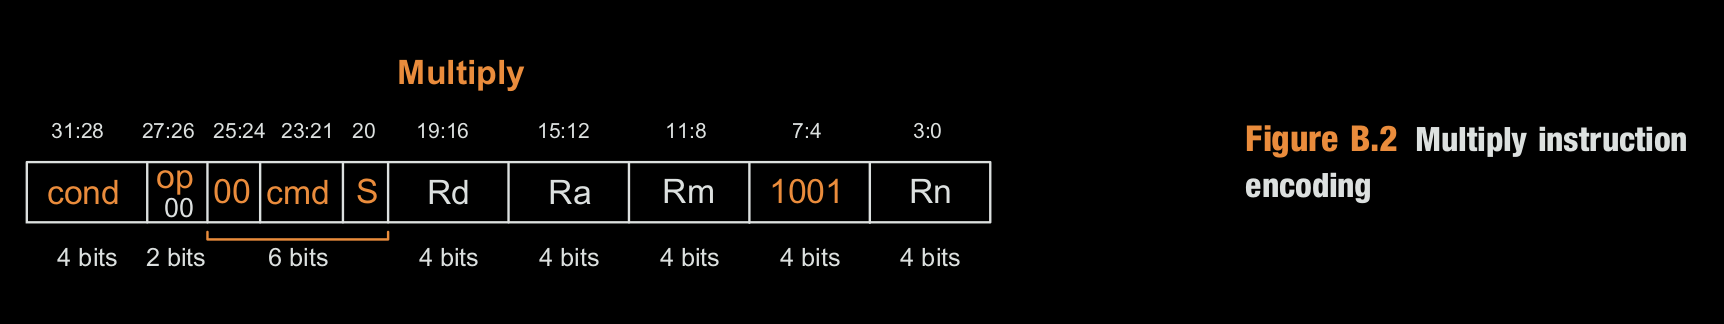 Multiply
31:28 27:26 25:24 23:21 20 19:16 15:12 11:8 7:4 3:0
cond op 00 00 cmd S Rd Ra Rm 1001 Rn
4 bits 2 bits 6 bits 4 bits 4 bits 4 bits 4 bits 4 bits
Figure B.2 Multiply instruction
encoding